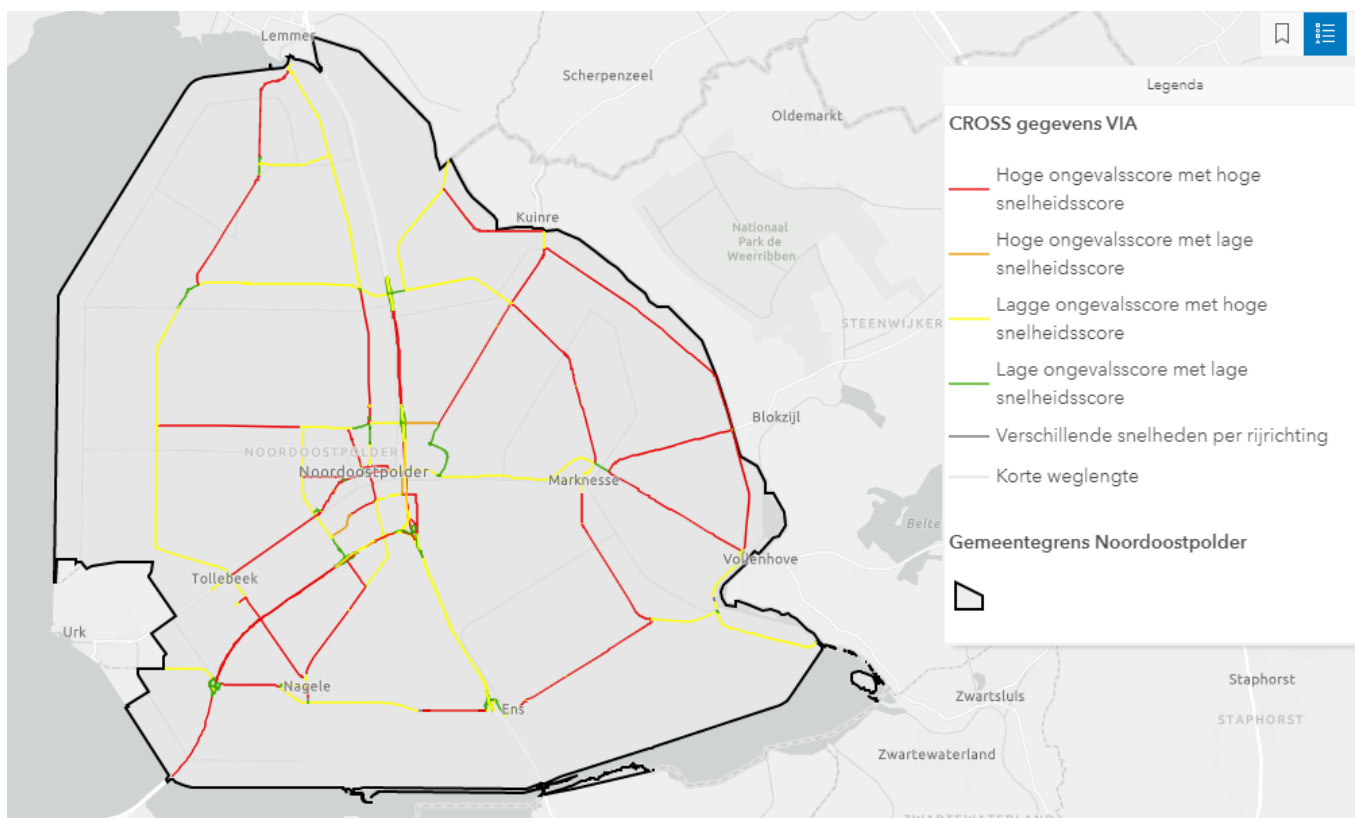 Lemmer
Scherpenzeel
Oldemarkt
Kuinre
Nationaal
Park de
Weerribben
STEENWIJKER
Blokzijl
NOORDOOSTPOLDER
Noordoostpolder
Marknesse
Belte
Vollenhove
Tollebeek
Urk
Nagele
Ens
Zwartsluis
Staphorst
STAPHORST
Zwartewaterland
ZWARTEWATERLAND
Legenda
CROSS gegevens VIA
Hoge ongevalsscore met hoge
snelheidsscore
Hoge ongevalsscore met lage
snelheidsscore
Lagge ongevalsscore met hoge
snelheidsscore
Lage ongevalsscore met lage
snelheidsscore
Verschillende snelheden per rijrichting
Korte weglengte
Gemeentegrens Noordoostpolder